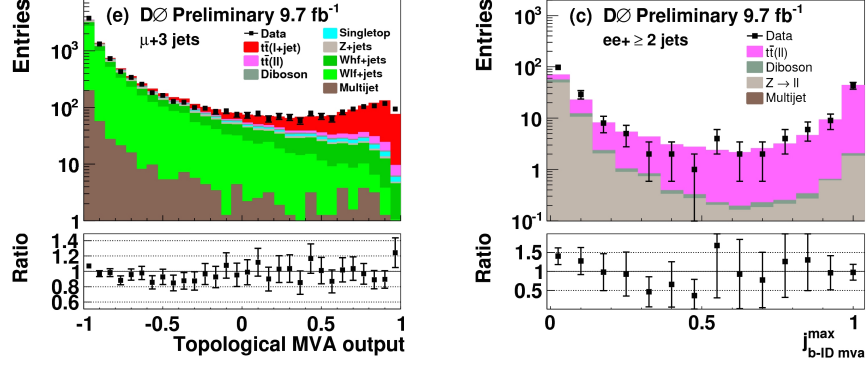 (e) DØ Preliminary 9.7 fb⁻¹
μ+3 jets
Entries
10³
10²
10
1
Data
tt̄(l+jet)
tt̄(ll)
Diboson
Singletop
Z+jets
Whf+jets
Wlf+jets
Multijet
Ratio
1.4
1.2
1
0.8
0.6
-1 -0.5 0 0.5 1
Topological MVA output
(c) DØ Preliminary 9.7 fb⁻¹
ee+ ≥ 2 jets
Entries
10³
10²
10
1
10⁻¹
Data
tt̄(ll)
Diboson
Z → ll
Multijet
Ratio
1.5
1
0.5
0 0.5 1
j^max_b-ID mva